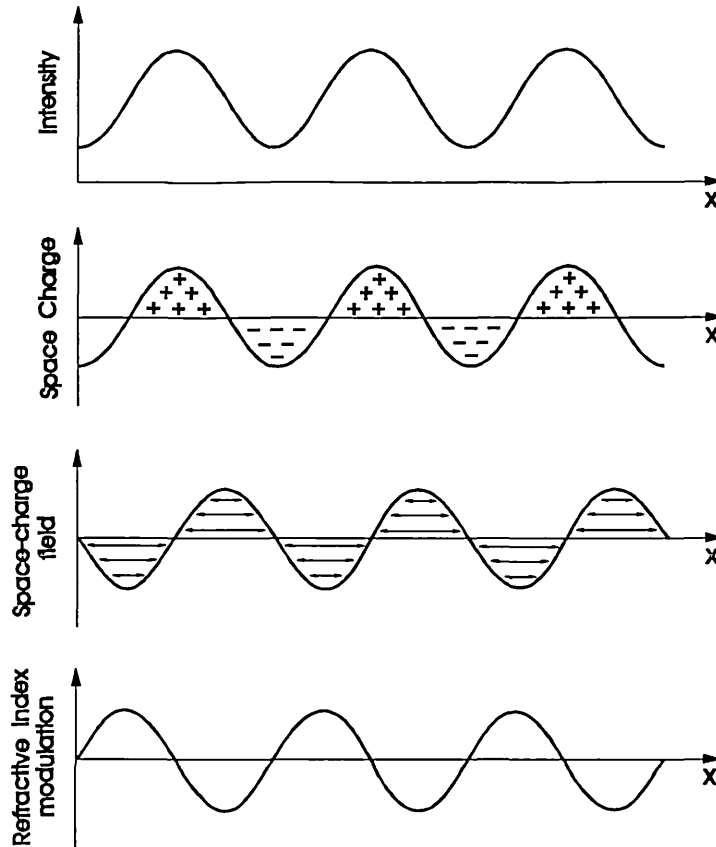 Intensity
X
Space Charge
+
+ +
+ + +
+
+ +
+ + +
+
+ +
+ + +
X
Space-charge
field
X
Refractive Index
modulation
X